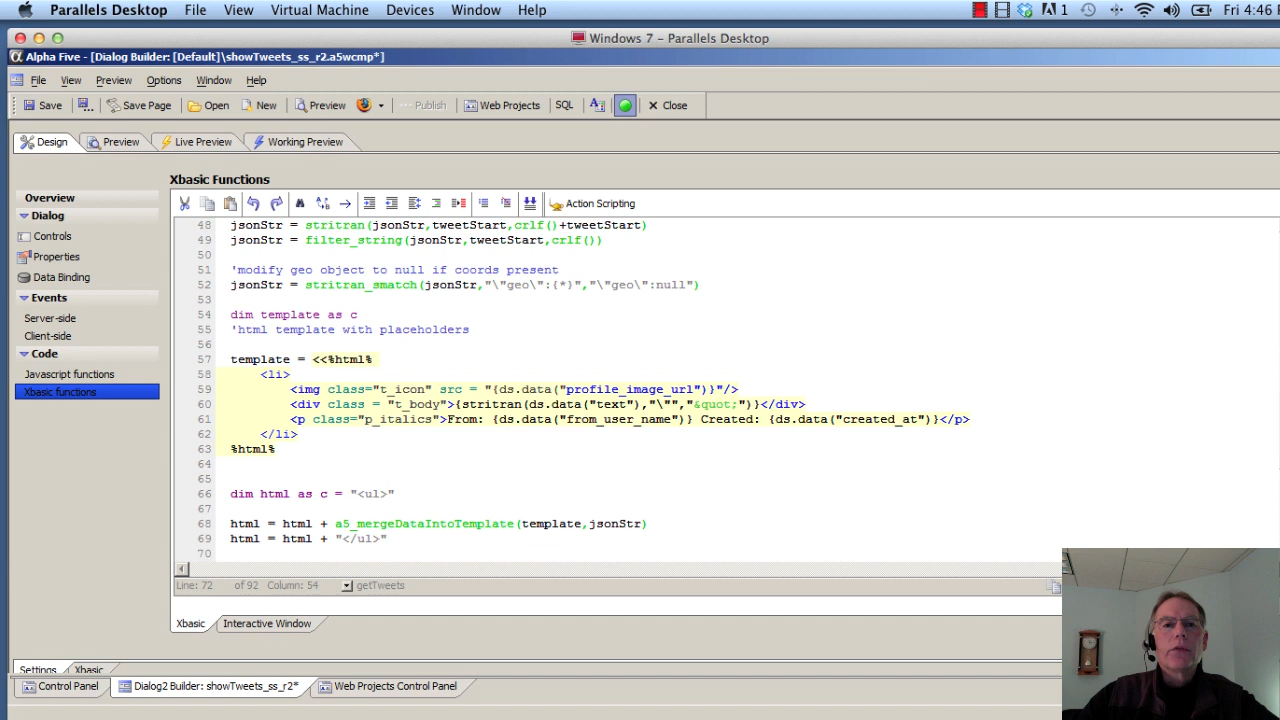 Parallels Desktop File View Virtual Machine Devices Window Help 1 Fri 4:46
Windows 7 - Parallels Desktop
Alpha Five - [Dialog Builder: [Default]\showTweets_ss_r2.a5wcmp*]
File View Preview Options Window Help
Save Save Page Open New Preview Publish Web Projects SQL Close
Design Preview Live Preview Working Preview
Overview
Dialog
Controls
Properties
Data Binding
Events
Server-side
Client-side
Code
Javascript functions
Xbasic functions
Xbasic Functions
Action Scripting
48 jsonStr = stritran(jsonStr,tweetStart,crlf()+tweetStart)
49 jsonStr = filter_string(jsonStr,tweetStart,crlf())
50
51 'modify geo object to null if coords present
52 jsonStr = stritran_smatch(jsonStr,"\"geo\":{*}","\"geo\":null")
53
54 dim template as c
55 'html template with placeholders
56
57 template = <<%html%
58 <li>
59 <img class="t_icon" src = "{ds.data("profile_image_url")}"/>
60 <div class = "t_body">{stritran(ds.data("text"),"\"","&quot;")}</div>
61 <p class="p_italics">From: {ds.data("from_user_name")} Created: {ds.data("created_at")}</p>
62 </li>
63 %html%
64
65
66 dim html as c = "<ul>"
67
68 html = html + a5_mergeDataIntoTemplate(template,jsonStr)
69 html = html + "</ul>"
70
Line: 72 of 92 Column: 54 getTweets
Xbasic Interactive Window
Settings Xbasic
Control Panel Dialog2 Builder: showTweets_ss_r2* Web Projects Control Panel